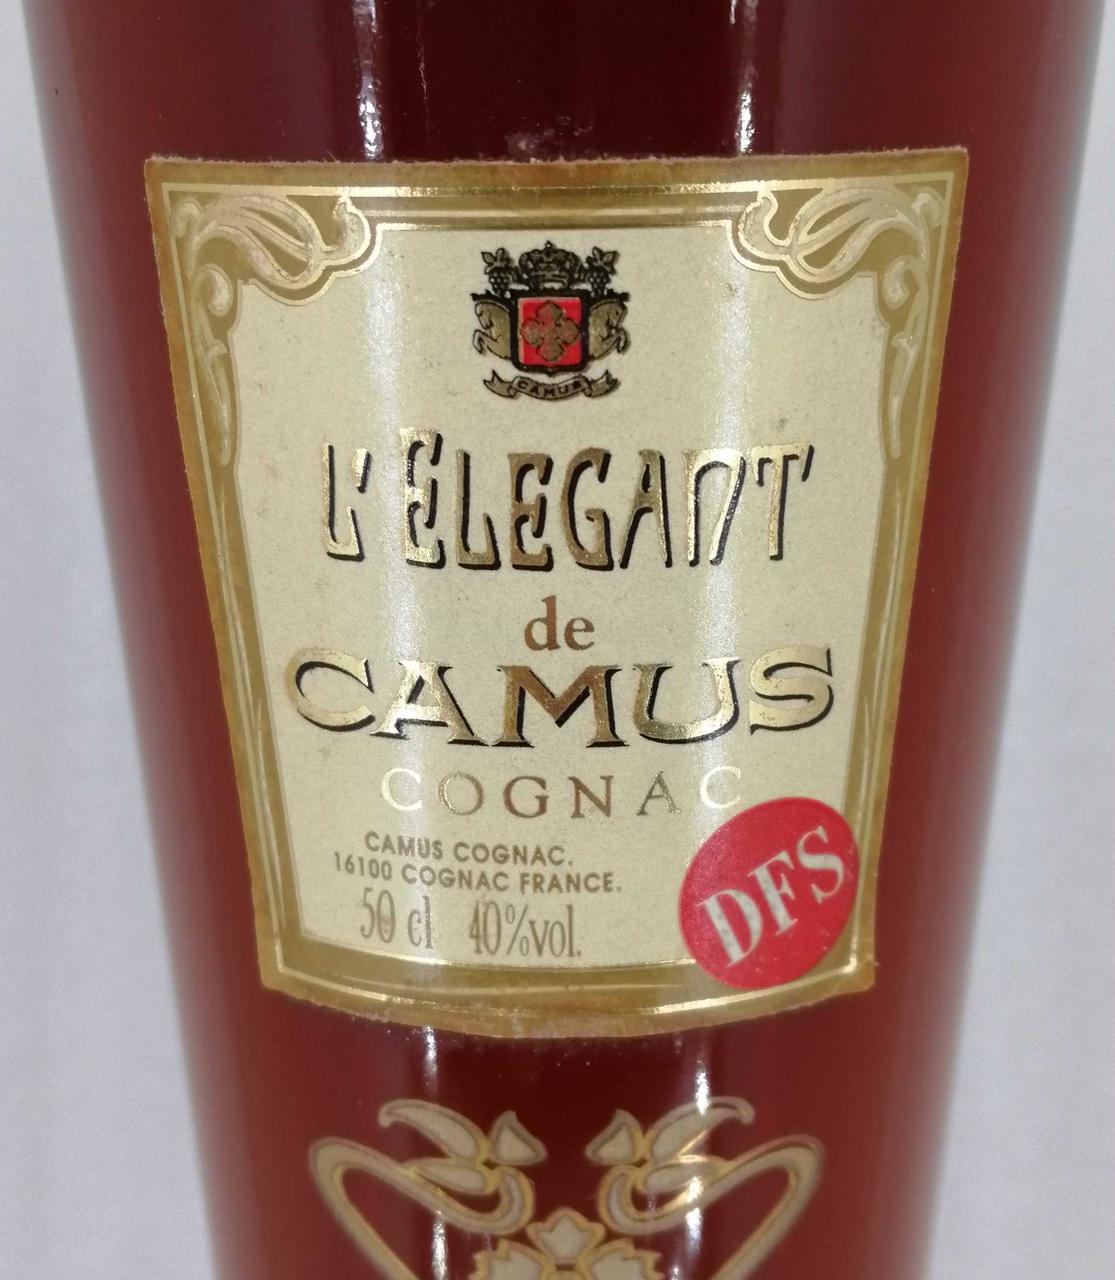 CAMUS
L'ELEGANT
de
CAMUS
COGNAC
CAMUS COGNAC.
16100 COGNAC FRANCE.
50 cl 40%vol.
DFS